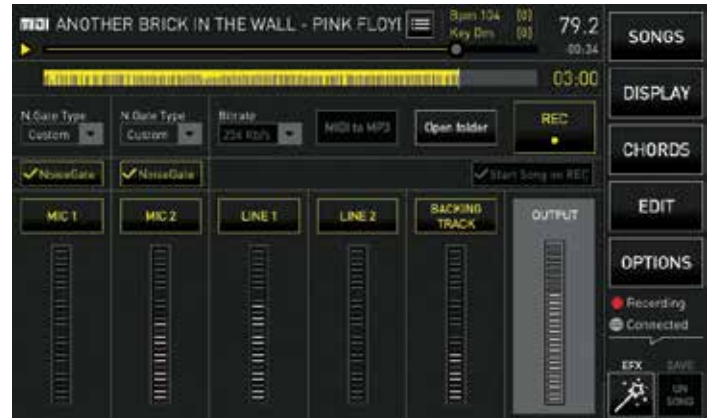 midi ANOTHER BRICK IN THE WALL - PINK FLOYI
Bpm 104 [0]
Key Dm [0]
79.2
-00:34
03:00
SONGS
DISPLAY
CHORDS
EDIT
OPTIONS
N.Gate Type
Custom
N.Gate Type
Custom
Bitrate
256 Kb/s
MIDI to MP3
Open folder
REC
NoiseGate
NoiseGate
Start Song on REC
MIC 1
MIC 2
LINE 1
LINE 2
BACKING
TRACK
OUTPUT
Recording
Connected
EFX
SAVE
ON
SONG